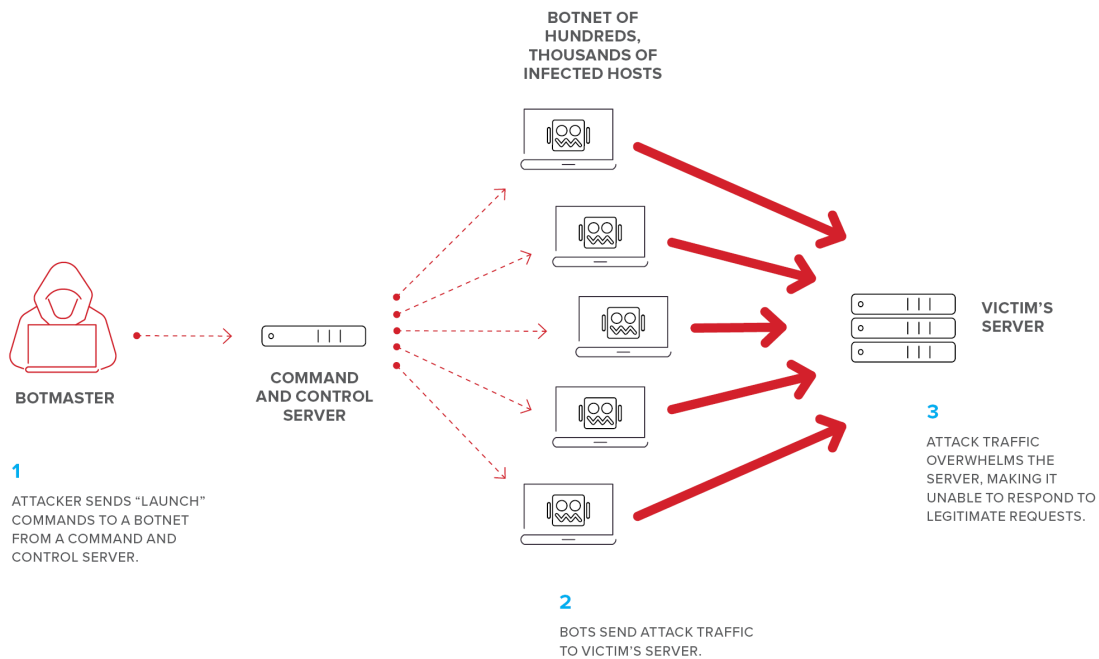 BOTNET OF
HUNDREDS,
THOUSANDS OF
INFECTED HOSTS
BOTMASTER
COMMAND
AND CONTROL
SERVER
VICTIM'S
SERVER
1
ATTACKER SENDS “LAUNCH”
COMMANDS TO A BOTNET
FROM A COMMAND AND
CONTROL SERVER.
2
BOTS SEND ATTACK TRAFFIC
TO VICTIM'S SERVER.
3
ATTACK TRAFFIC
OVERWHELMS THE
SERVER, MAKING IT
UNABLE TO RESPOND TO
LEGITIMATE REQUESTS.